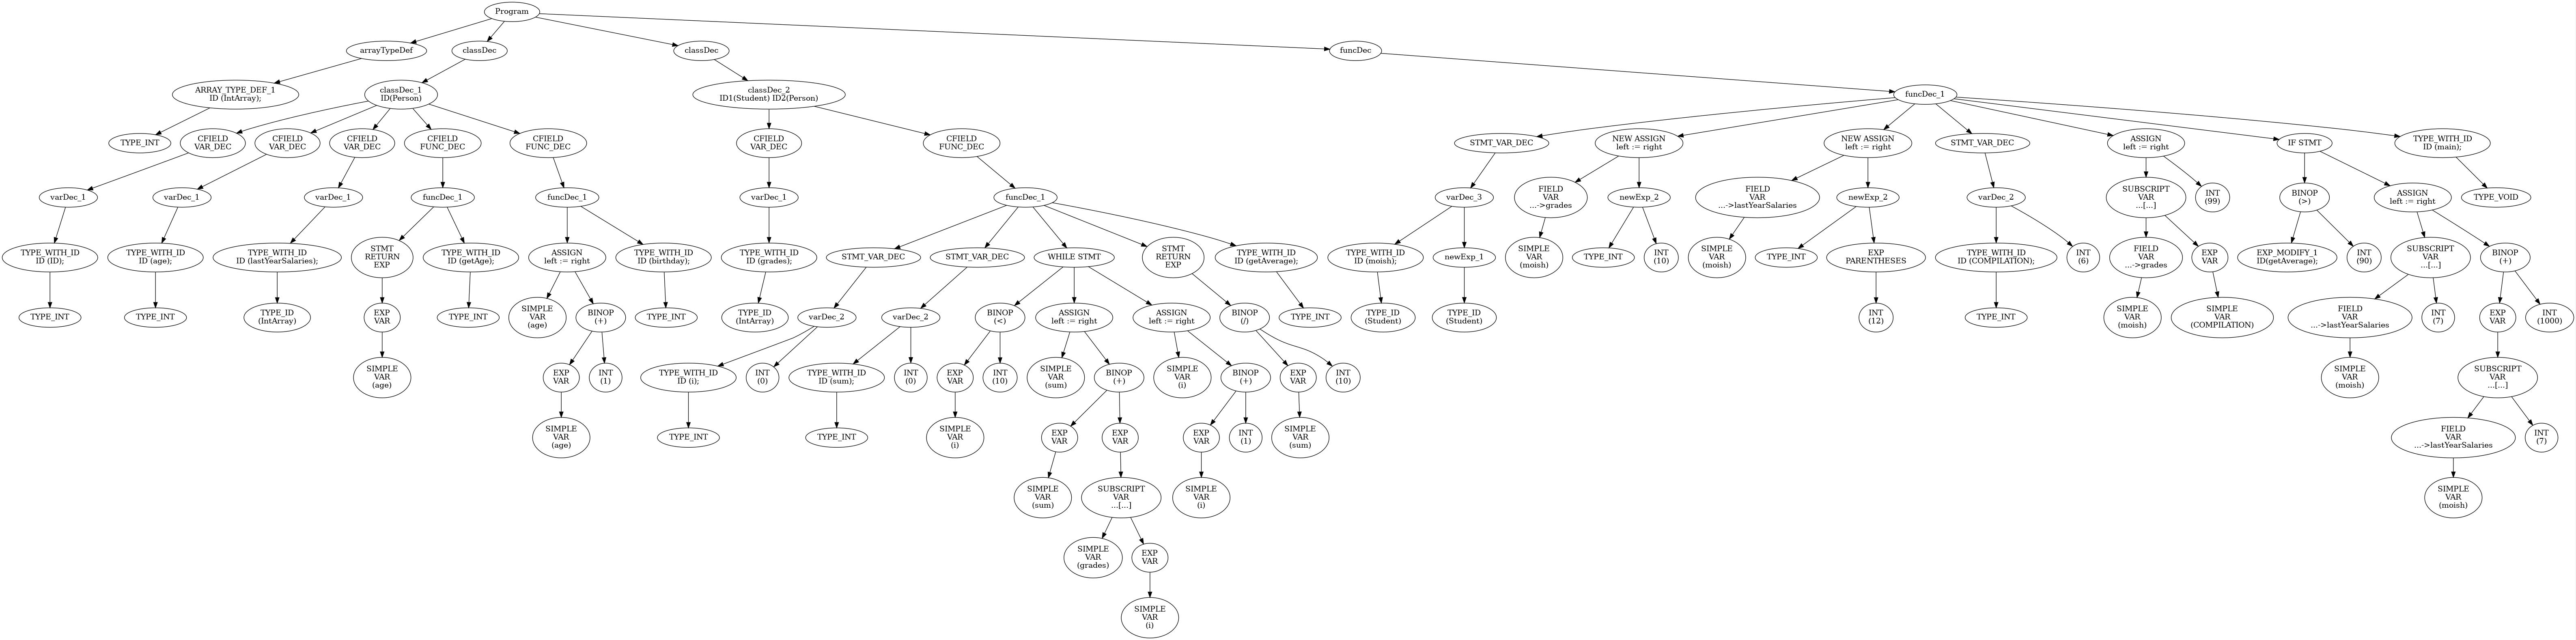 Program
arrayTypeDef
classDec
classDec
funcDec
ARRAY_TYPE_DEF_1
ID (IntArray);
classDec_1
ID(Person)
classDec_2
ID1(Student) ID2(Person)
funcDec_1
TYPE_INT
CFIELD
VAR_DEC
CFIELD
VAR_DEC
CFIELD
VAR_DEC
CFIELD
FUNC_DEC
CFIELD
FUNC_DEC
CFIELD
VAR_DEC
CFIELD
FUNC_DEC
STMT_VAR_DEC
NEW ASSIGN
left := right
NEW ASSIGN
left := right
STMT_VAR_DEC
ASSIGN
left := right
IF STMT
TYPE_WITH_ID
ID (main);
varDec_1
varDec_1
varDec_1
funcDec_1
funcDec_1
varDec_1
funcDec_1
varDec_3
FIELD
VAR
...->grades
newExp_2
FIELD
VAR
...->lastYearSalaries
newExp_2
varDec_2
SUBSCRIPT
VAR
...[...]
INT
(99)
BINOP
(>)
ASSIGN
left := right
TYPE_VOID
TYPE_WITH_ID
ID (ID);
TYPE_WITH_ID
ID (age);
TYPE_WITH_ID
ID (lastYearSalaries);
STMT
RETURN
EXP
TYPE_WITH_ID
ID (getAge);
ASSIGN
left := right
TYPE_WITH_ID
ID (birthday);
TYPE_WITH_ID
ID (grades);
STMT_VAR_DEC
STMT_VAR_DEC
WHILE STMT
STMT
RETURN
EXP
TYPE_WITH_ID
ID (getAverage);
TYPE_WITH_ID
ID (moish);
newExp_1
SIMPLE
VAR
(moish)
TYPE_INT
INT
(10)
SIMPLE
VAR
(moish)
TYPE_INT
EXP
PARENTHESES
TYPE_WITH_ID
ID (COMPILATION);
INT
(6)
FIELD
VAR
...->grades
EXP
VAR
EXP_MODIFY_1
ID(getAverage);
INT
(90)
SUBSCRIPT
VAR
...[...]
BINOP
(+)
TYPE_INT
TYPE_INT
TYPE_ID
(IntArray)
EXP
VAR
TYPE_INT
SIMPLE
VAR
(age)
BINOP
(+)
TYPE_INT
TYPE_ID
(IntArray)
varDec_2
varDec_2
BINOP
(<)
ASSIGN
left := right
ASSIGN
left := right
BINOP
(/)
TYPE_INT
TYPE_ID
(Student)
TYPE_ID
(Student)
INT
(12)
TYPE_INT
SIMPLE
VAR
(moish)
SIMPLE
VAR
(COMPILATION)
FIELD
VAR
...->lastYearSalaries
INT
(7)
EXP
VAR
INT
(1000)
SIMPLE
VAR
(age)
EXP
VAR
INT
(1)
TYPE_WITH_ID
ID (i);
INT
(0)
TYPE_WITH_ID
ID (sum);
INT
(0)
EXP
VAR
INT
(10)
SIMPLE
VAR
(sum)
BINOP
(+)
SIMPLE
VAR
(i)
BINOP
(+)
EXP
VAR
INT
(10)
SIMPLE
VAR
(moish)
SUBSCRIPT
VAR
...[...]
SIMPLE
VAR
(age)
TYPE_INT
TYPE_INT
SIMPLE
VAR
(i)
EXP
VAR
EXP
VAR
EXP
VAR
INT
(1)
SIMPLE
VAR
(sum)
FIELD
VAR
...->lastYearSalaries
INT
(7)
SIMPLE
VAR
(sum)
SUBSCRIPT
VAR
...[...]
SIMPLE
VAR
(i)
SIMPLE
VAR
(moish)
SIMPLE
VAR
(grades)
EXP
VAR
SIMPLE
VAR
(i)